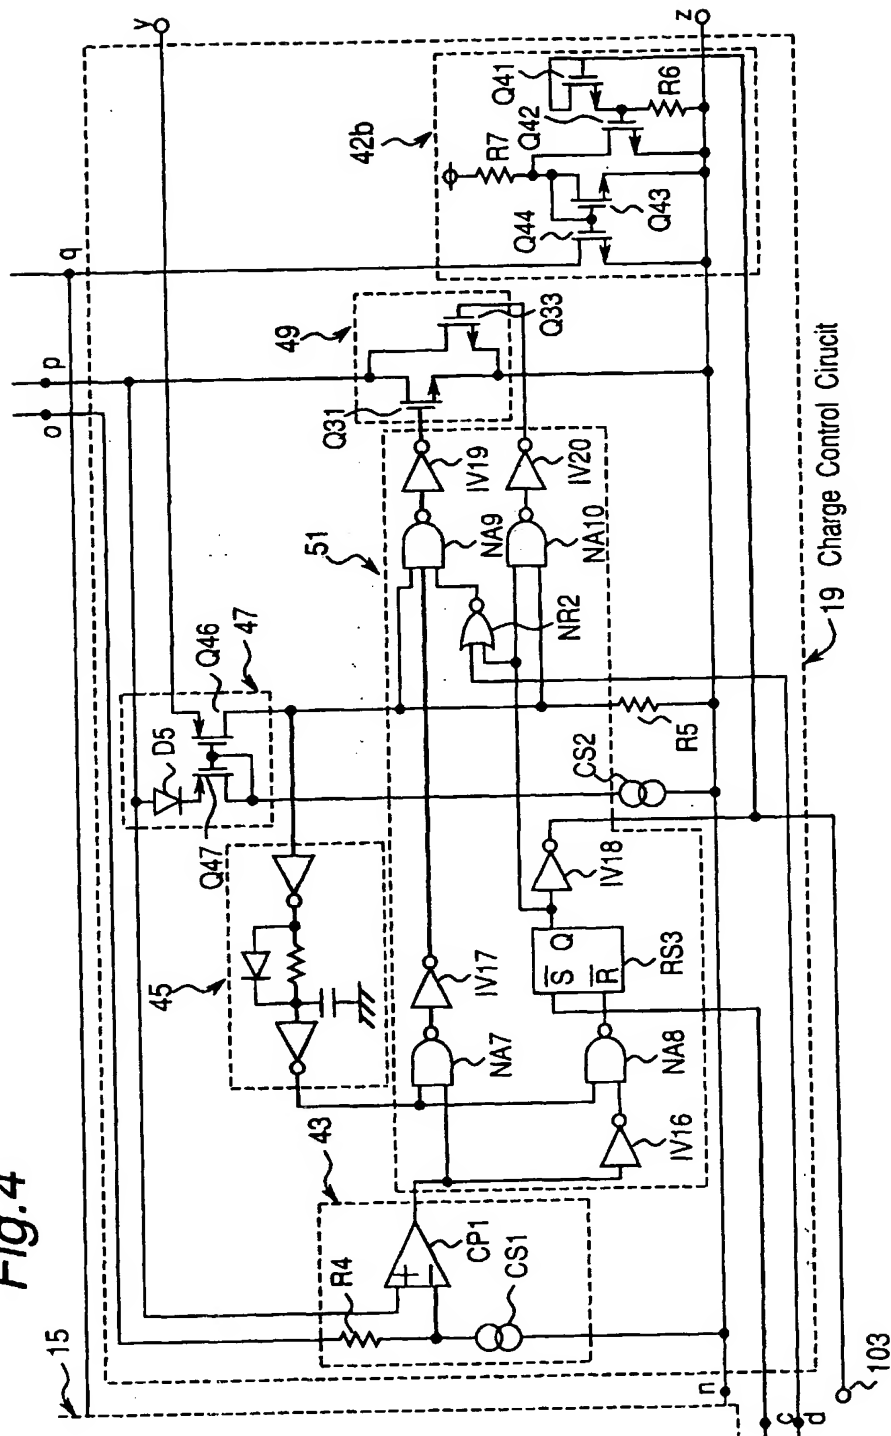 Fig.4
15
y
z
q
p
o
n
c
d
103
19 Charge Control Cirucit
42b
Q41
Q42
R6
R7
Q44
Q43
49
Q31
Q33
51
IV19
IV20
NA9
NA10
NR2
47
Q46
D5
Q47
CS2
R5
45
IV17
IV18
S Q
R
RS3
NA7
NA8
IV16
43
R4
CP1
+
−
CS1